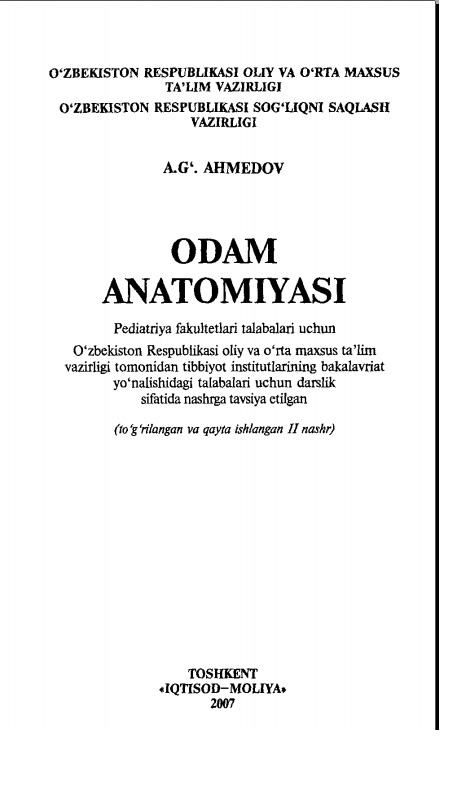 O‘ZBEKISTON RESPUBLIKASI OLIY VA O‘RTA MAXSUS
TA’LIM VAZIRLIGI
O‘ZBEKISTON RESPUBLIKASI SOG‘LIQNI SAQLASH
VAZIRLIGI
A.G‘. AHMEDOV
ODAM
ANATOMIYASI
Pediatriya fakultetlari talabalari uchun
O‘zbekiston Respublikasi oliy va o‘rta maxsus ta’lim
vazirligi tomonidan tibbiyot institutlarining bakalavriat
yo‘nalishidagi talabalari uchun darslik
sifatida nashrga tavsiya etilgan
(to‘g‘rilangan va qayta ishlangan II nashr)
TOSHKENT
«IQTISOD–MOLIYA»
2007